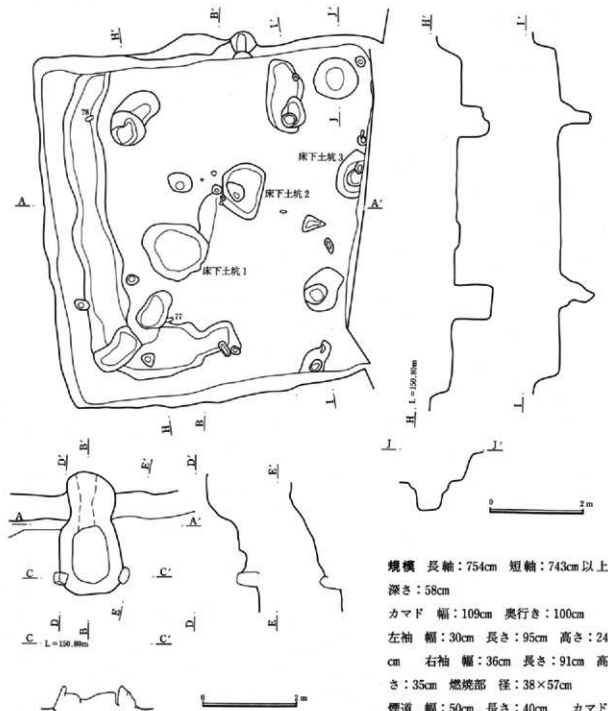 H'
B'
L'
J'
H'
I'
78
J
床下土坑 3
A
床下土坑 2
A'
床下土坑 1
77
H
B
L
H L=150.80m
I
J
J'
0 2 m
D'
B'
E'
D'
E'
A
A'
C
C'
D
B
E
D
E
C L=150.80m
C'
0 2 m
規模 長軸：754cm 短軸：743cm以上
深さ：58cm
カマド 幅：109cm 奥行き：100cm
左袖 幅：30cm 長さ：95cm 高さ：24
cm 右袖 幅：36cm 長さ：91cm 高
さ：35cm 燃焼部 径：38×57cm
煙道 幅：50cm 長さ：40cm カマド